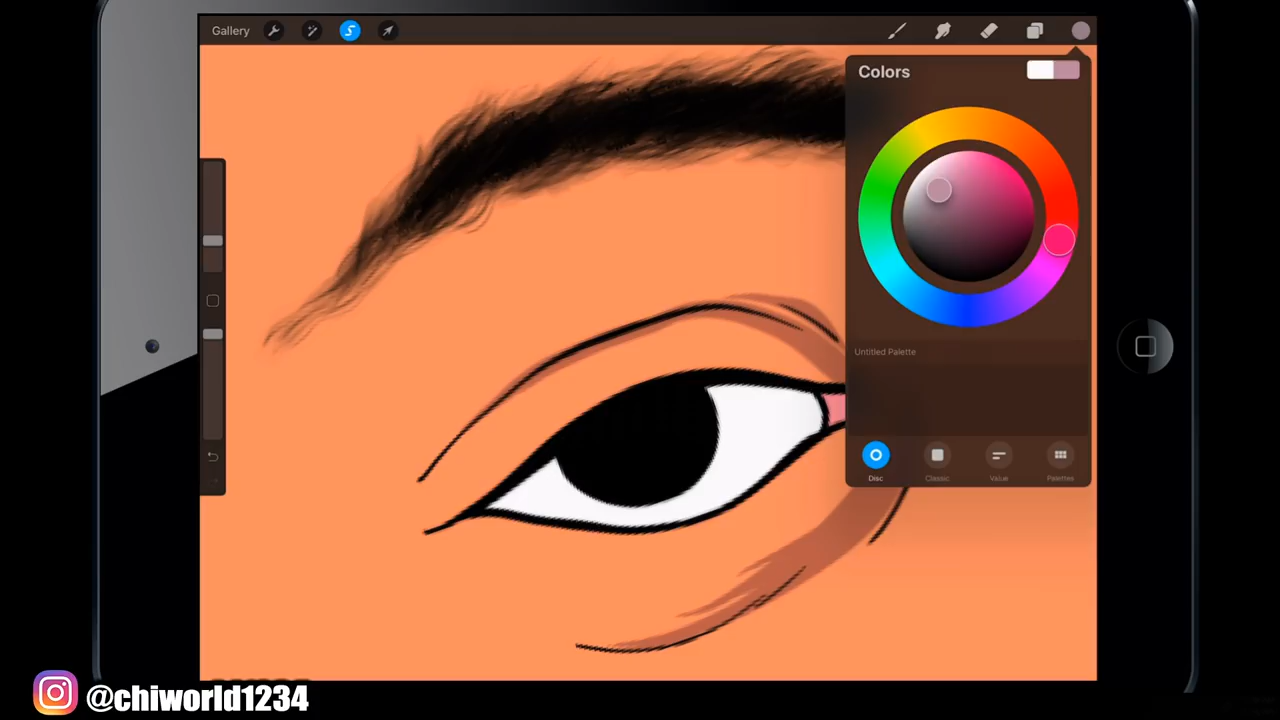 Gallery
Colors
Untitled Palette
Disc
Classic
Value
Palettes
@chiworld1234